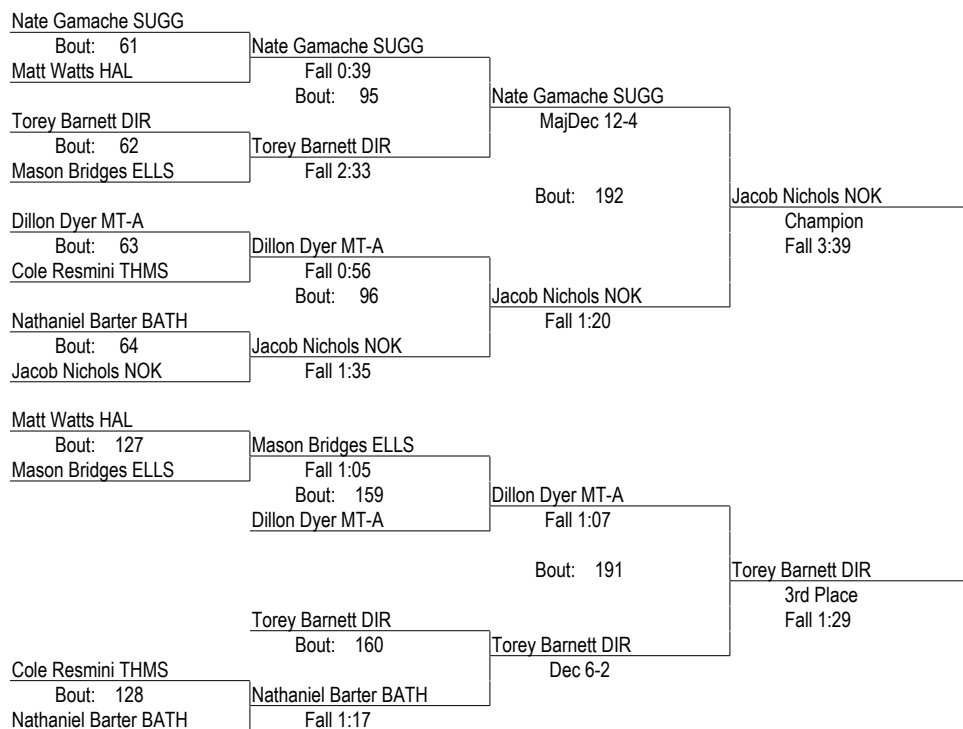 Nate Gamache SUGG
Bout: 61
Nate Gamache SUGG
Matt Watts HAL
Fall 0:39
Bout: 95
Nate Gamache SUGG
Torey Barnett DIR
MajDec 12-4
Bout: 62
Torey Barnett DIR
Mason Bridges ELLS
Fall 2:33
Bout: 192
Jacob Nichols NOK
Dillon Dyer MT-A
Champion
Bout: 63
Dillon Dyer MT-A
Fall 3:39
Cole Resmini THMS
Fall 0:56
Bout: 96
Jacob Nichols NOK
Nathaniel Barter BATH
Fall 1:20
Bout: 64
Jacob Nichols NOK
Jacob Nichols NOK
Fall 1:35
Matt Watts HAL
Bout: 127
Mason Bridges ELLS
Mason Bridges ELLS
Fall 1:05
Bout: 159
Dillon Dyer MT-A
Dillon Dyer MT-A
Fall 1:07
Bout: 191
Torey Barnett DIR
3rd Place
Torey Barnett DIR
Fall 1:29
Bout: 160
Torey Barnett DIR
Cole Resmini THMS
Dec 6-2
Bout: 128
Nathaniel Barter BATH
Nathaniel Barter BATH
Fall 1:17